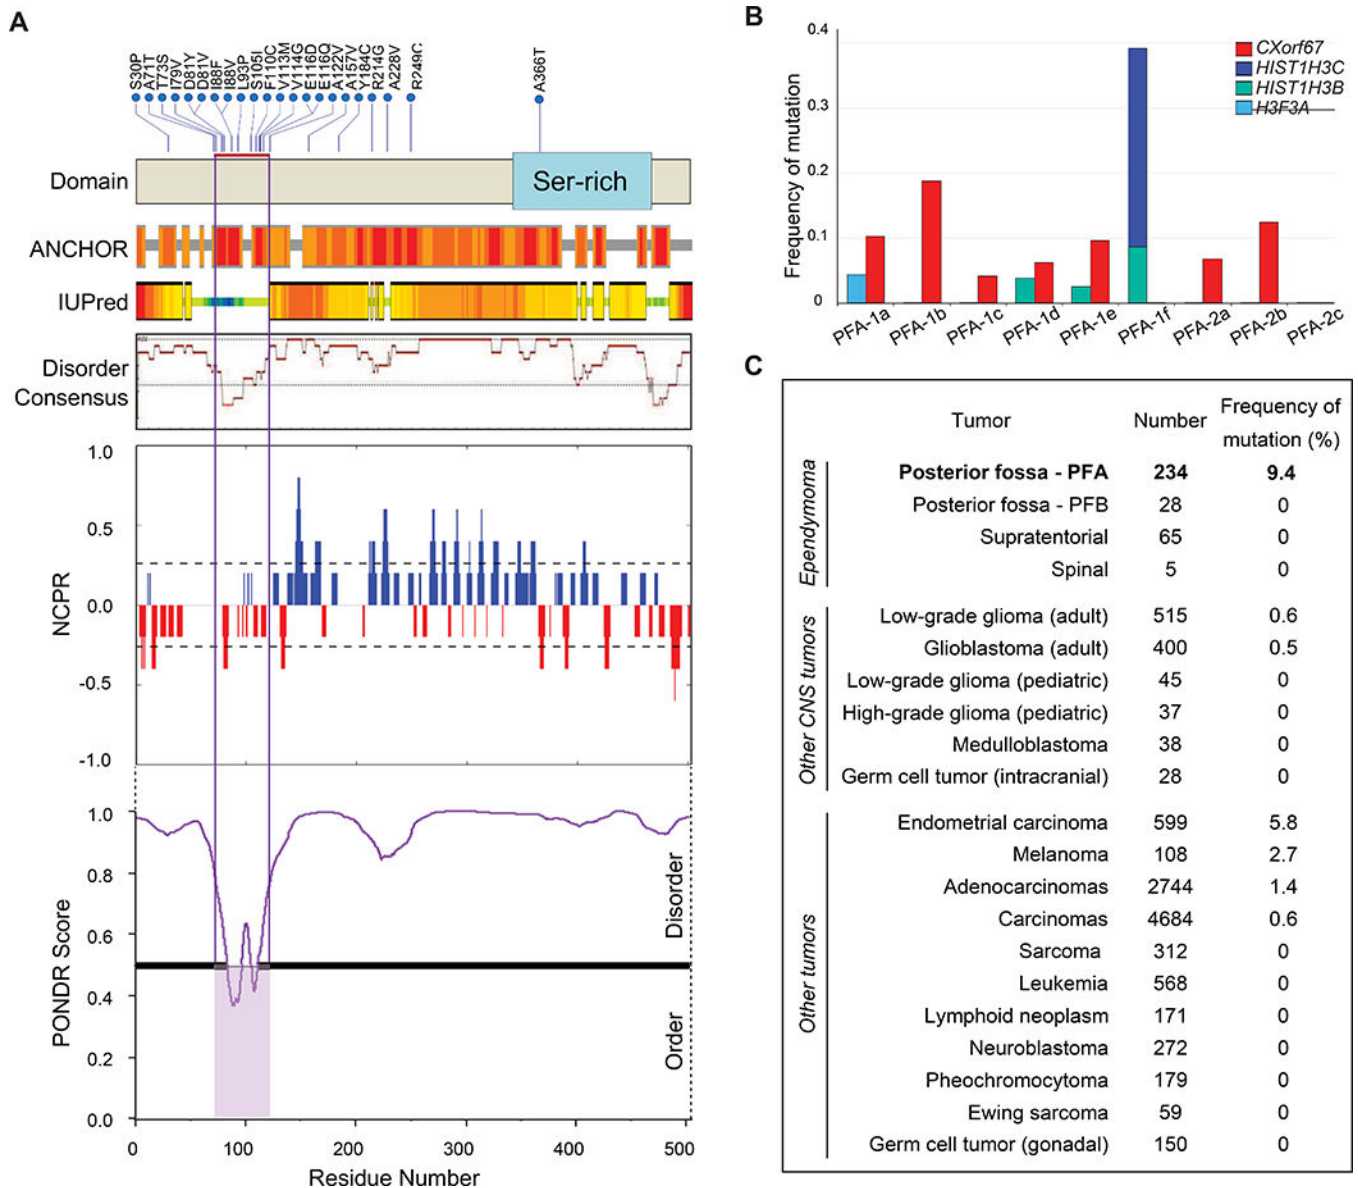 A
S30P
A71T
T73S
I79V
D81Y
D81V
I88F
I88V
L93P
S105I
F110C
V113M
V114G
E116D
E116Q
A122V
A157V
Y184C
R214G
A228V
R249C
A366T
Domain
Ser-rich
ANCHOR
IUPred
Disorder
Consensus
1.0
0.5
0.0
-0.5
-1.0
NCPR
1.0
0.8
0.6
0.4
0.2
0.0
PONDR Score
Disorder
Order
0 100 200 300 400 500
Residue Number
B
0.4
0.3
0.2
0.1
0
Frequency of mutation
CXorf67
HIST1H3C
HIST1H3B
H3F3A
PFA-1a PFA-1b PFA-1c PFA-1d PFA-1e PFA-1f PFA-2a PFA-2b PFA-2c
C
Tumor Number Frequency of
mutation (%)
Ependymoma
Posterior fossa - PFA 234 9.4
Posterior fossa - PFB 28 0
Supratentorial 65 0
Spinal 5 0
Other CNS tumors
Low-grade glioma (adult) 515 0.6
Glioblastoma (adult) 400 0.5
Low-grade glioma (pediatric) 45 0
High-grade glioma (pediatric) 37 0
Medulloblastoma 38 0
Germ cell tumor (intracranial) 28 0
Other tumors
Endometrial carcinoma 599 5.8
Melanoma 108 2.7
Adenocarcinomas 2744 1.4
Carcinomas 4684 0.6
Sarcoma 312 0
Leukemia 568 0
Lymphoid neoplasm 171 0
Neuroblastoma 272 0
Pheochromocytoma 179 0
Ewing sarcoma 59 0
Germ cell tumor (gonadal) 150 0